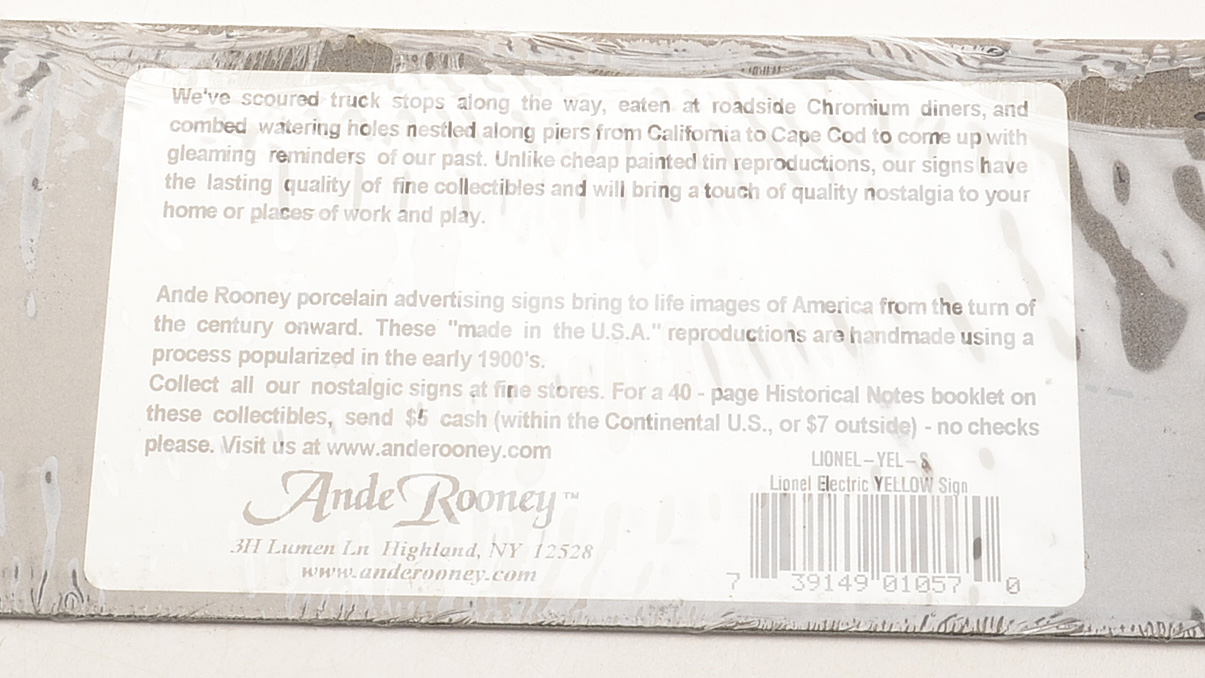 We've scoured truck stops along the way, eaten at roadside Chromium diners, and
combed watering holes nestled along piers from California to Cape Cod to come up with
gleaming reminders of our past. Unlike cheap painted tin reproductions, our signs have
the lasting quality of fine collectibles and will bring a touch of quality nostalgia to your
home or places of work and play.
Ande Rooney porcelain advertising signs bring to life images of America from the turn of
the century onward. These "made in the U.S.A." reproductions are handmade using a
process popularized in the early 1900's.
Collect all our nostalgic signs at fine stores. For a 40 - page Historical Notes booklet on
these collectibles, send $5 cash (within the Continental U.S., or $7 outside) - no checks
please. Visit us at www.anderooney.com
LIONEL-YEL-S
Lionel Electric YELLOW Sign
Ande Rooney™
3H Lumen Ln Highland, NY 12528
www.anderooney.com
7 39149 01057 0